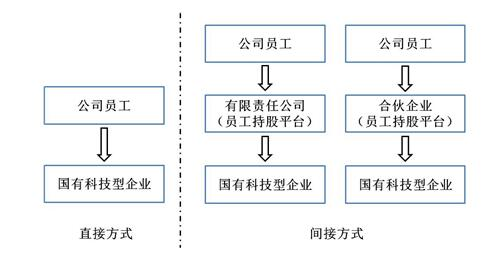 公司员工
国有科技型企业
直接方式
公司员工
有限责任公司
（员工持股平台）
国有科技型企业
公司员工
合伙企业
（员工持股平台）
国有科技型企业
间接方式